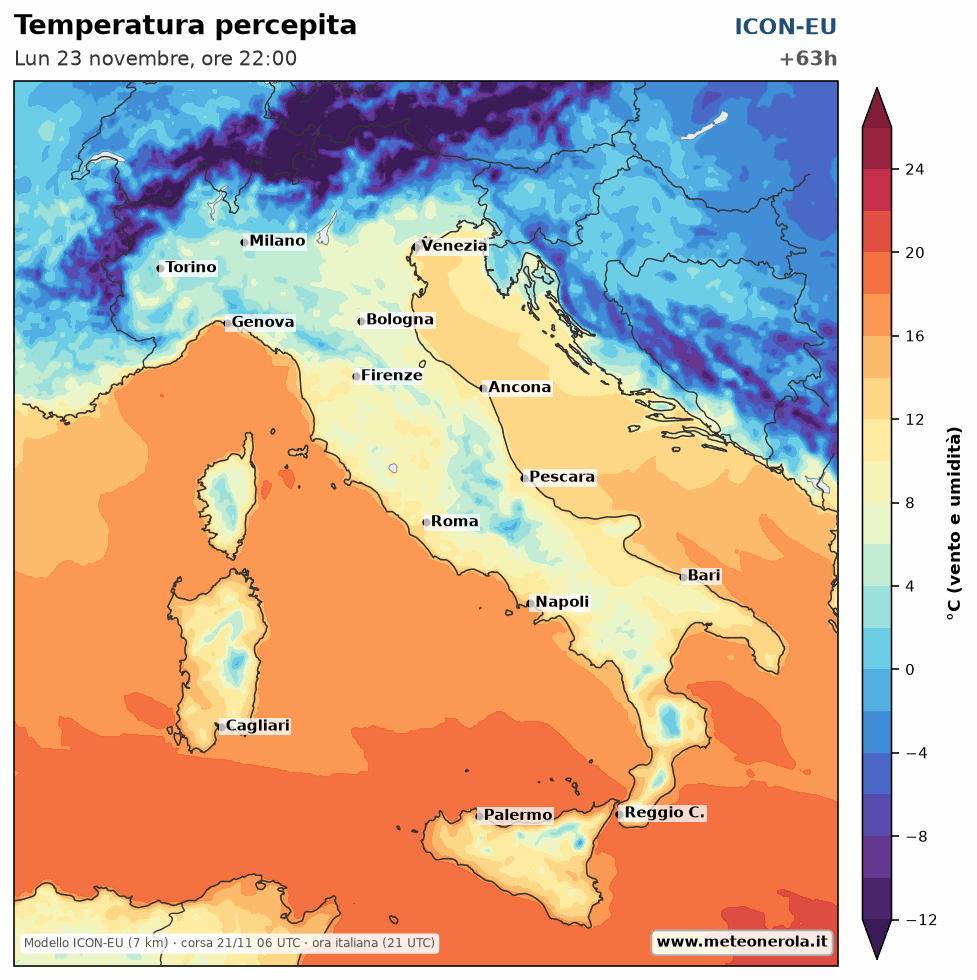 Temperatura percepita
ICON-EU
Lun 23 novembre, ore 22:00
+63h
Milano
Venezia
Torino
Genova
Bologna
Firenze
Ancona
Pescara
Roma
Bari
Napoli
Cagliari
Palermo
Reggio C.
24
20
16
12
8
4
0
−4
−8
−12
°C (vento e umidità)
Modello ICON-EU (7 km) · corsa 21/11 06 UTC · ora italiana (21 UTC)
www.meteonerola.it